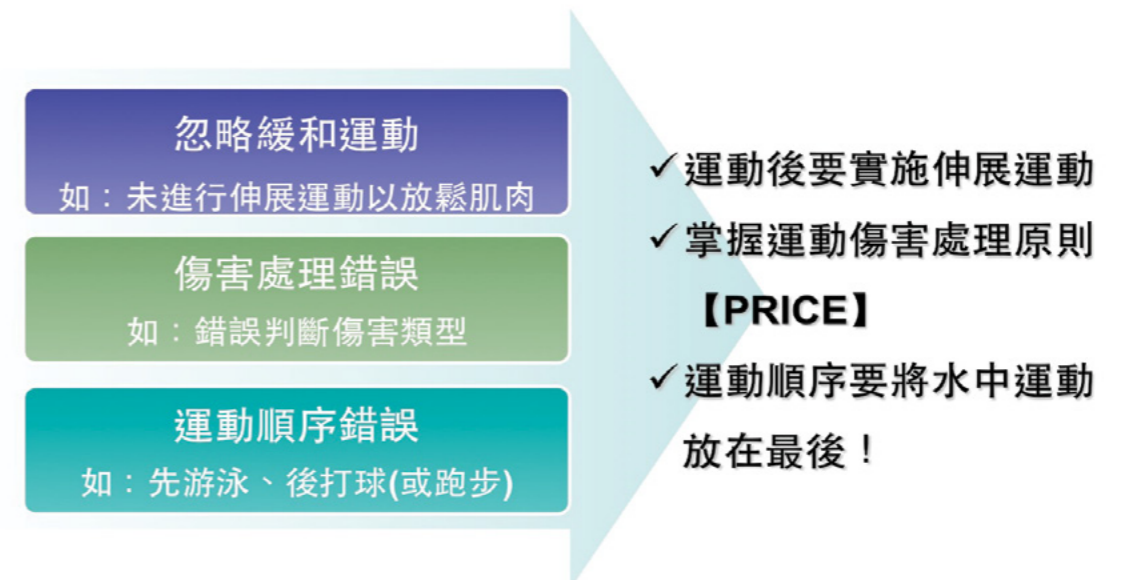 忽略緩和運動
如：未進行伸展運動以放鬆肌肉
傷害處理錯誤
如：錯誤判斷傷害類型
運動順序錯誤
如：先游泳、後打球(或跑步)
✓運動後要實施伸展運動
✓掌握運動傷害處理原則
【PRICE】
✓運動順序要將水中運動
放在最後！